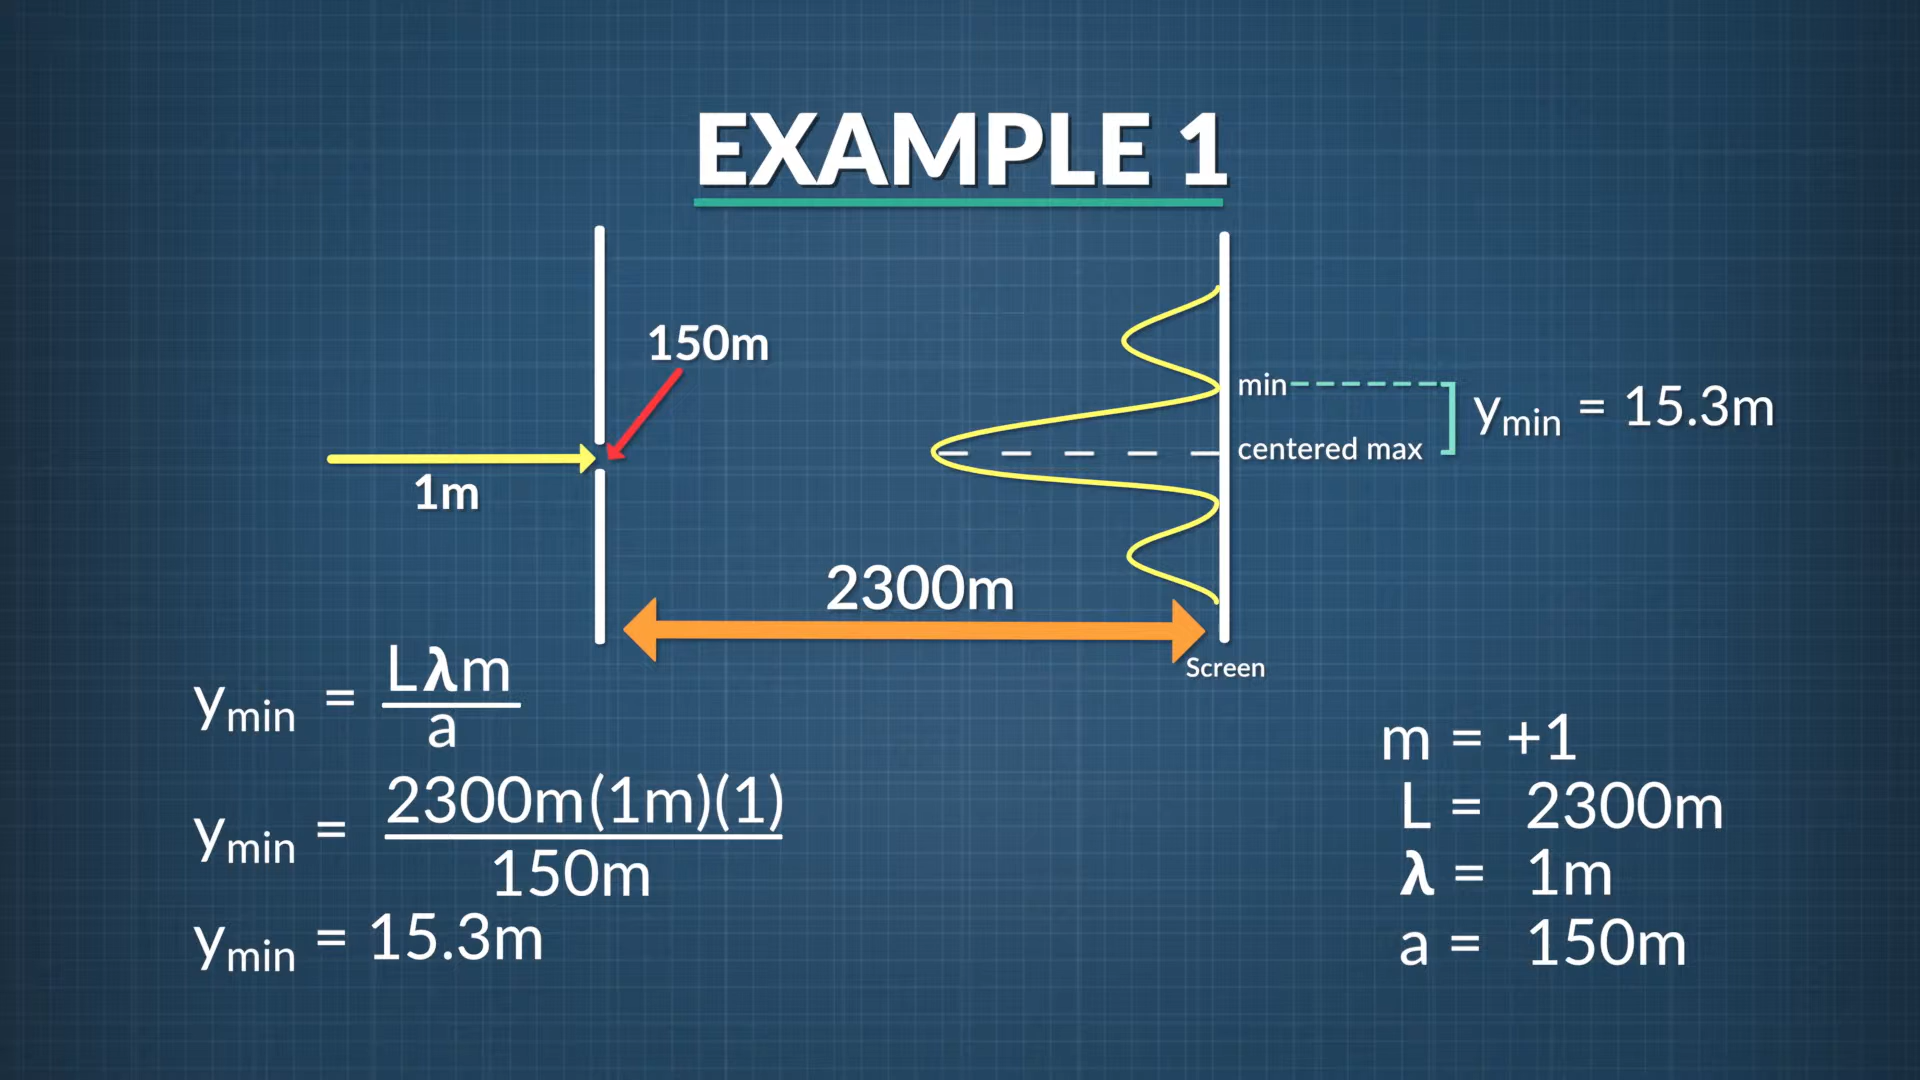 EXAMPLE 1
150m
1m
min
centered max
y_min = 15.3m
2300m
Screen
y_min = Lλm / a
y_min = 2300m(1m)(1) / 150m
y_min = 15.3m
m = +1
L = 2300m
λ = 1m
a = 150m